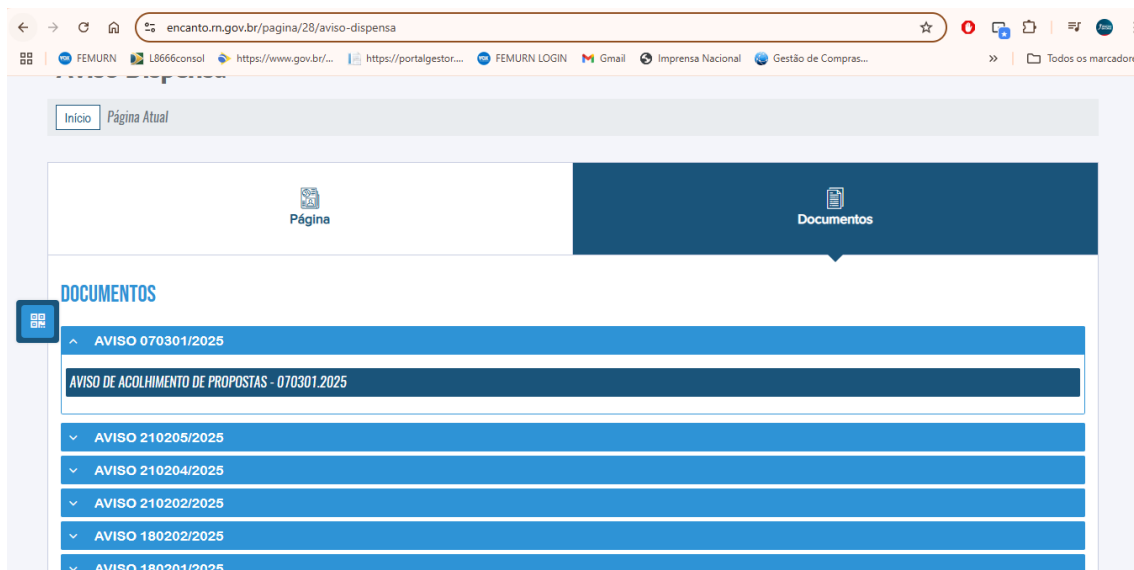 encanto.rn.gov.br/pagina/28/aviso-dispensa
FEMURN L8666consol https://www.gov.br/... https://portalgestor.... FEMURN LOGIN Gmail Imprensa Nacional Gestão de Compras... » Todos os marcadore
Aviso Dispensa
Início Página Atual
Página
Documentos
DOCUMENTOS
AVISO 070301/2025
AVISO DE ACOLHIMENTO DE PROPOSTAS - 070301.2025
AVISO 210205/2025
AVISO 210204/2025
AVISO 210202/2025
AVISO 180202/2025
AVISO 180201/2025